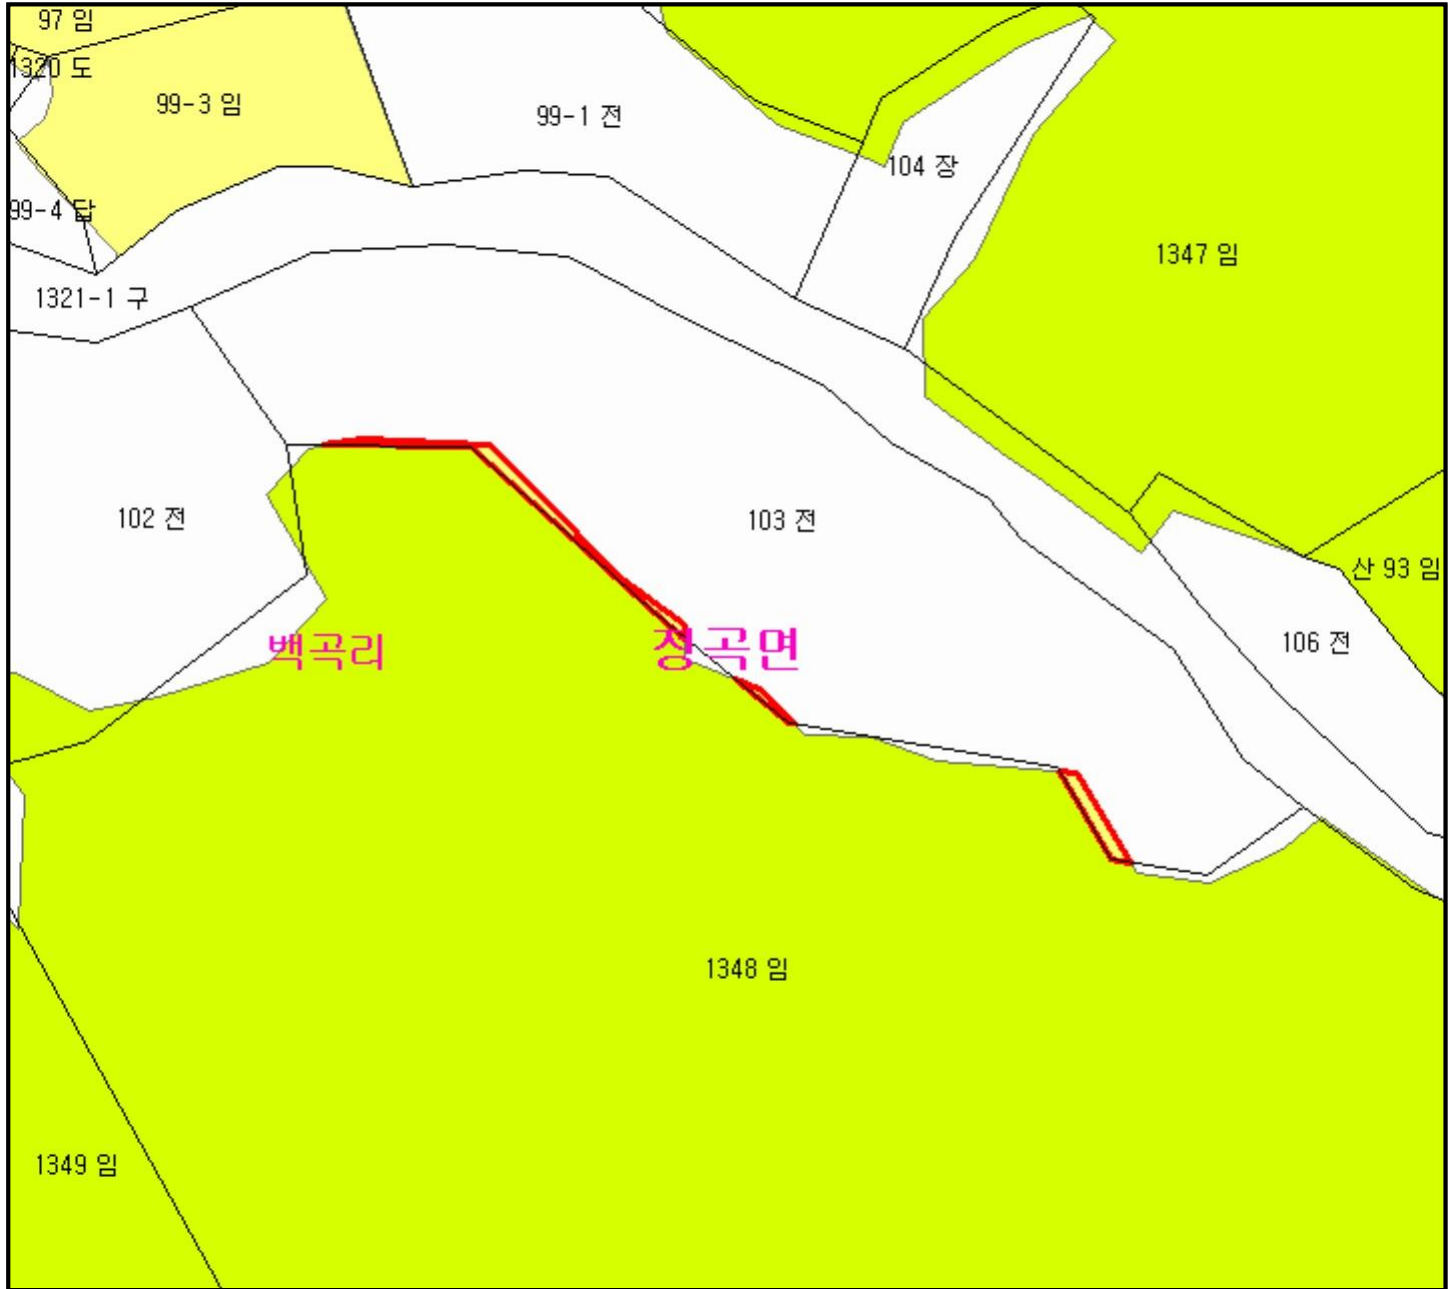 97 임
1320 도
99-3 임
99-1 전
104 장
99-4 답
1347 임
1321-1 구
102 전
103 전
산 93 임
106 전
백곡리
정곡면
1348 임
1349 임